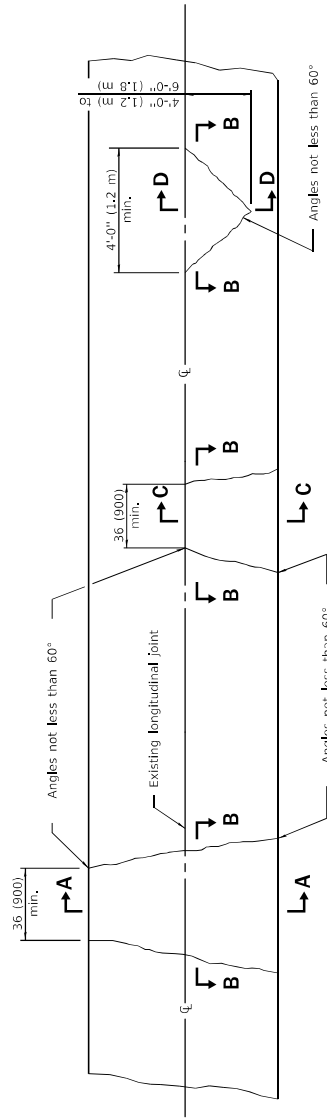 36 (900)
min.
A
A
Angles not less than 60°
Existing longitudinal joint
B
B
℄
36 (900)
min.
C
C
B
B
Angles not less than 60°
℄
4'-0" (1.2 m)
min.
D
D
B
B
4'-0" (1.2 m) to
6'-0" (1.8 m)
Angles not less than 60°